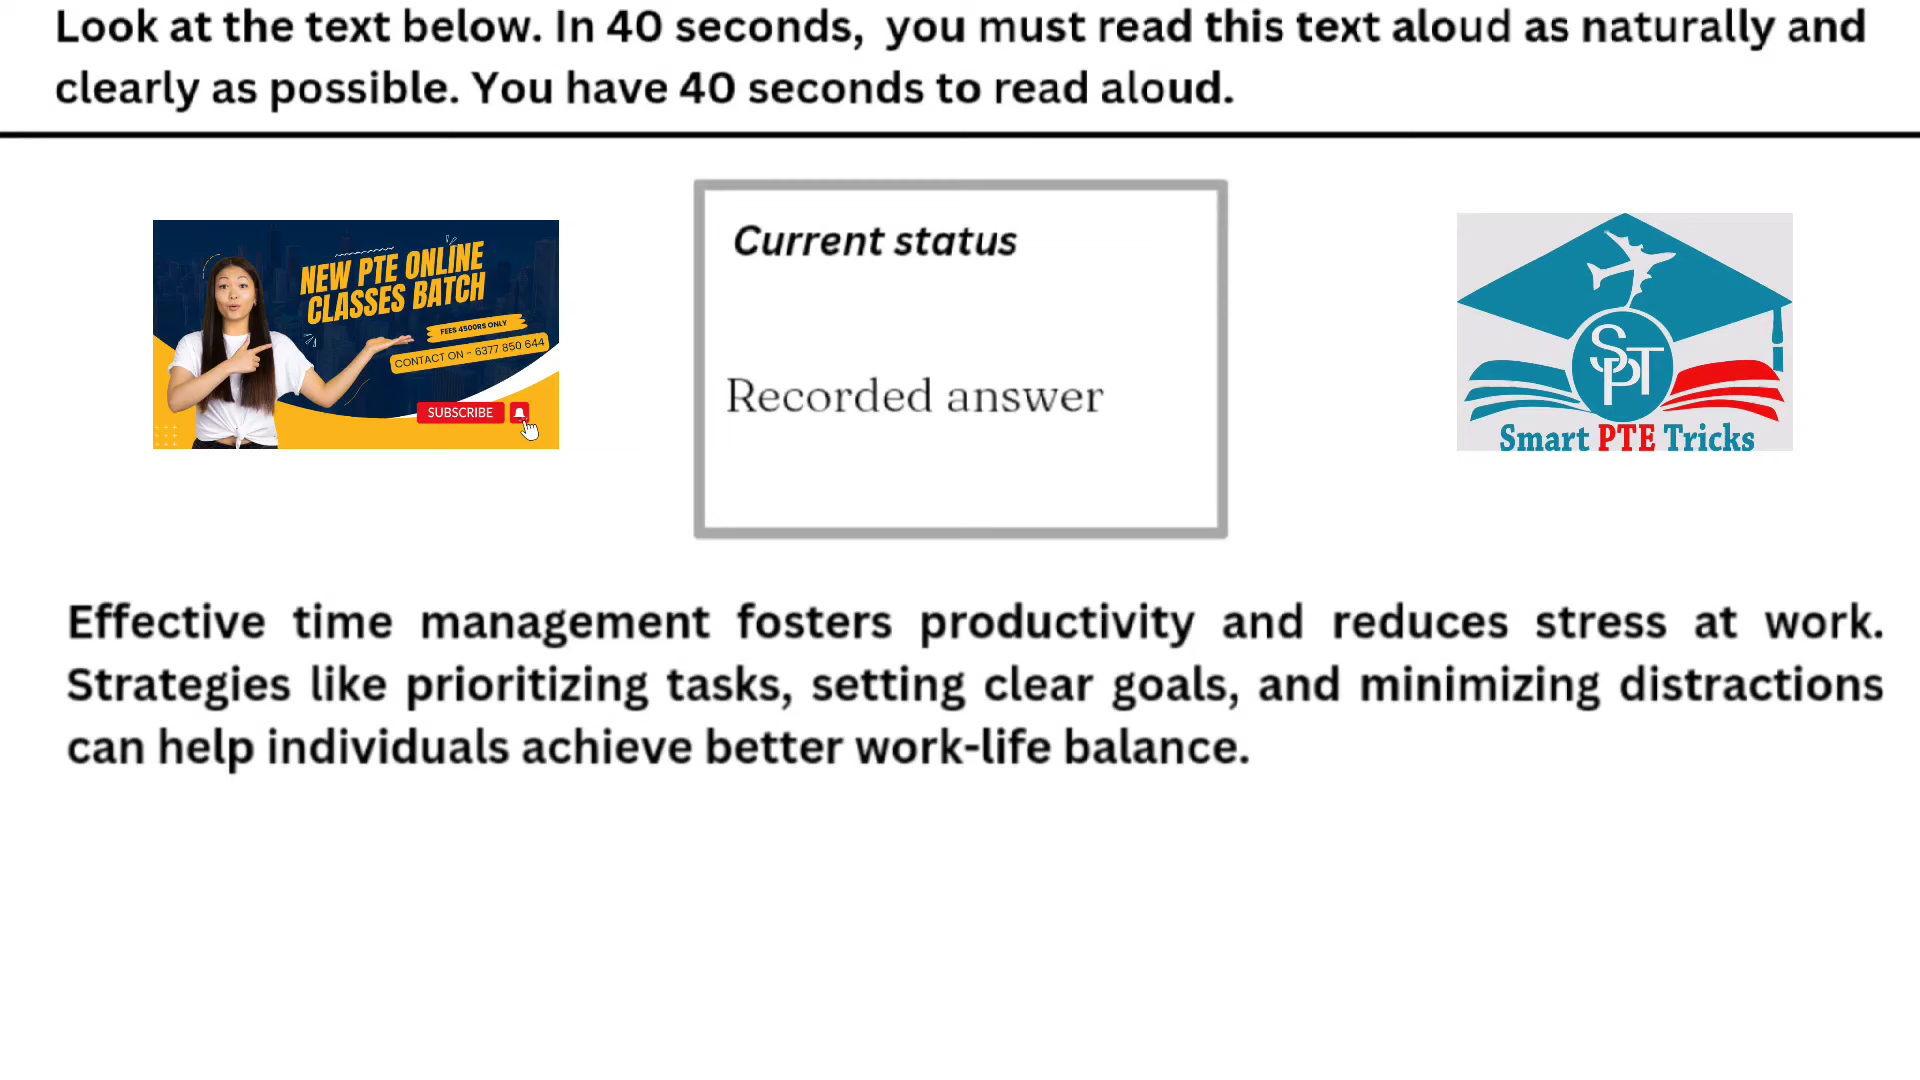 Look at the text below. In 40 seconds, you must read this text aloud as naturally and
clearly as possible. You have 40 seconds to read aloud.
NEW PTE ONLINE
CLASSES BATCH
FEES 4500RS ONLY
CONTACT ON - 6377 850 644
SUBSCRIBE
Current status
Recorded answer
SPT
Smart PTE Tricks
Effective time management fosters productivity and reduces stress at work.
Strategies like prioritizing tasks, setting clear goals, and minimizing distractions
can help individuals achieve better work-life balance.